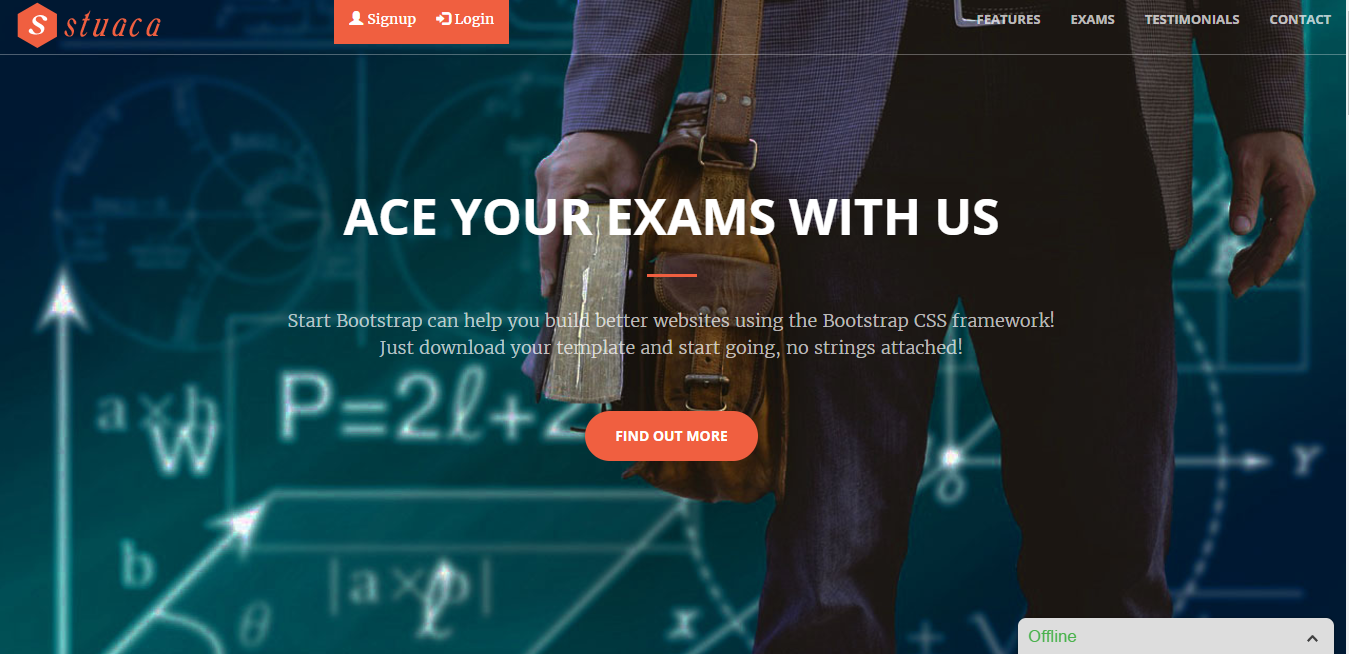 S stuaca
Signup Login
FEATURES EXAMS TESTIMONIALS CONTACT
ACE YOUR EXAMS WITH US
Start Bootstrap can help you build better websites using the Bootstrap CSS framework!
Just download your template and start going, no strings attached!
a × b
W
P=2ℓ+2
FIND OUT MORE
Y
O
b
|a×b|
ℓ
θ
x
+
Offline